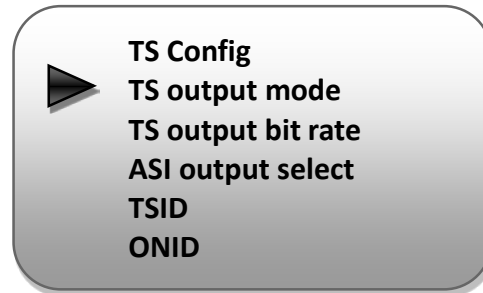 TS Config
TS output mode
TS output bit rate
ASI output select
TSID
ONID